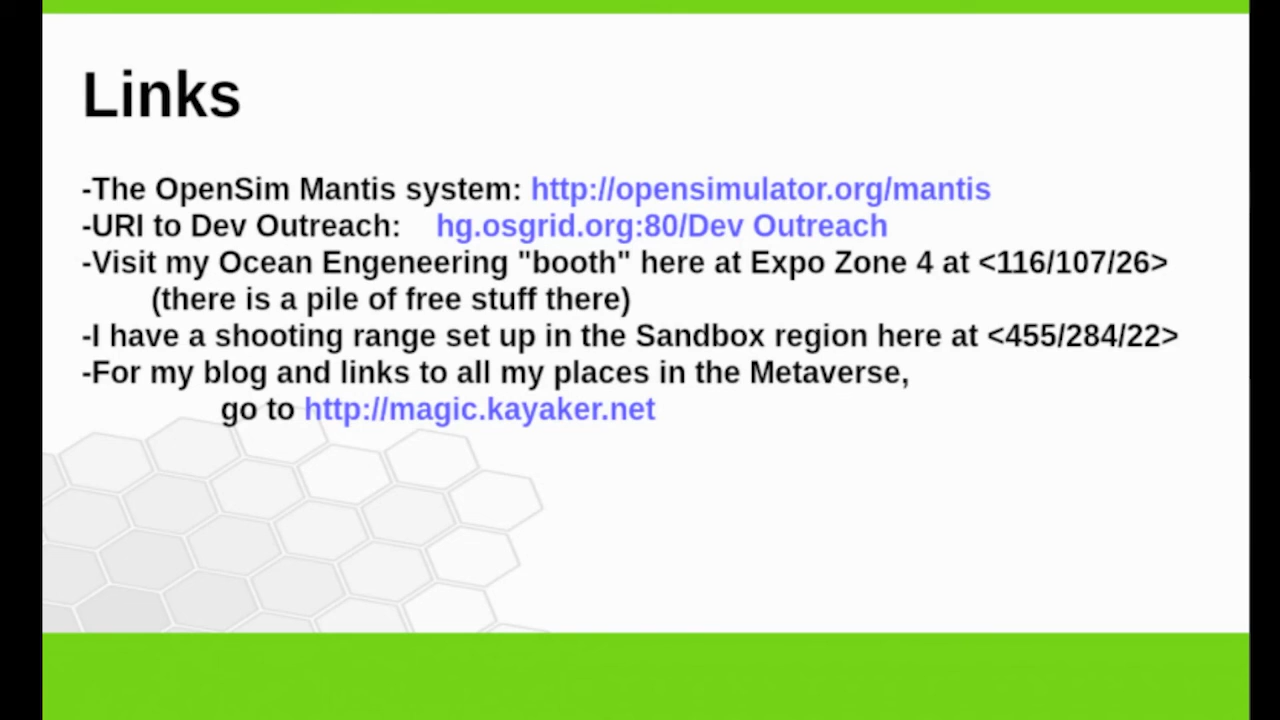 Links
-The OpenSim Mantis system: http://opensimulator.org/mantis
-URI to Dev Outreach: hg.osgrid.org:80/Dev Outreach
-Visit my Ocean Engeneering "booth" here at Expo Zone 4 at <116/107/26>
(there is a pile of free stuff there)
-I have a shooting range set up in the Sandbox region here at <455/284/22>
-For my blog and links to all my places in the Metaverse,
go to http://magic.kayaker.net